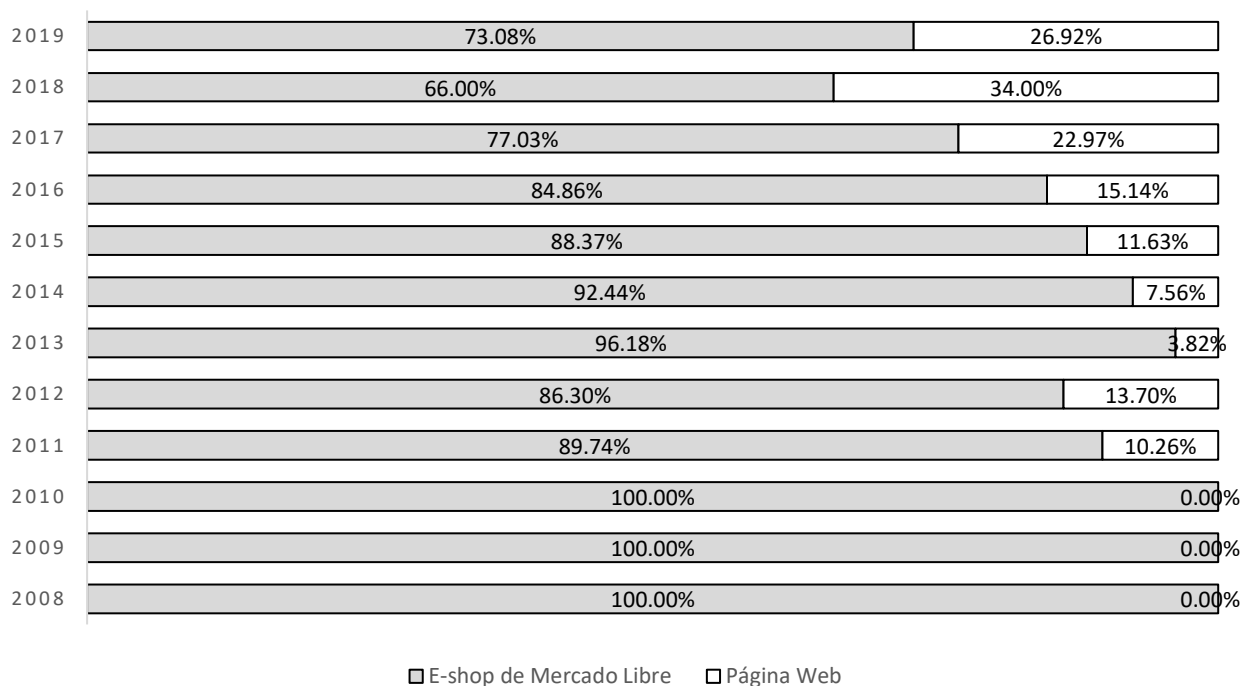 2019 73.08% 26.92%
2018 66.00% 34.00%
2017 77.03% 22.97%
2016 84.86% 15.14%
2015 88.37% 11.63%
2014 92.44% 7.56%
2013 96.18% 3.82%
2012 86.30% 13.70%
2011 89.74% 10.26%
2010 100.00% 0.00%
2009 100.00% 0.00%
2008 100.00% 0.00%
E-shop de Mercado Libre Página Web